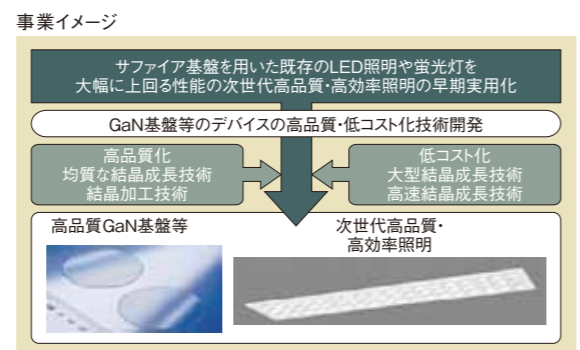 事業イメージ
サファイア基盤を用いた既存のLED照明や蛍光灯を
大幅に上回る性能の次世代高品質・高効率照明の早期実用化
GaN基盤等のデバイスの高品質・低コスト化技術開発
高品質化
均質な結晶成長技術
結晶加工技術
低コスト化
大型結晶成長技術
高速結晶成長技術
高品質GaN基盤等
次世代高品質・
高効率照明